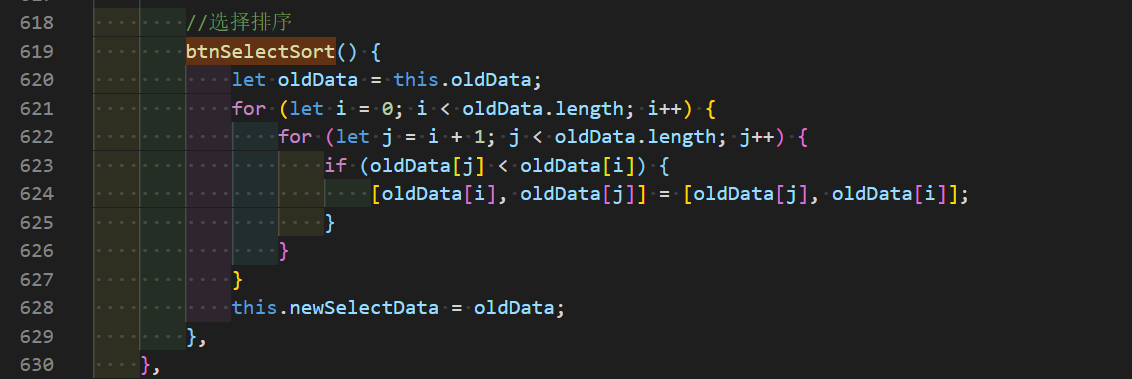 618 //选择排序
619 btnSelectSort() {
620 let oldData = this.oldData;
621 for (let i = 0; i < oldData.length; i++) {
622 for (let j = i + 1; j < oldData.length; j++) {
623 if (oldData[j] < oldData[i]) {
624 [oldData[i], oldData[j]] = [oldData[j], oldData[i]];
625 }
626 }
627 }
628 this.newSelectData = oldData;
629 },
630 },